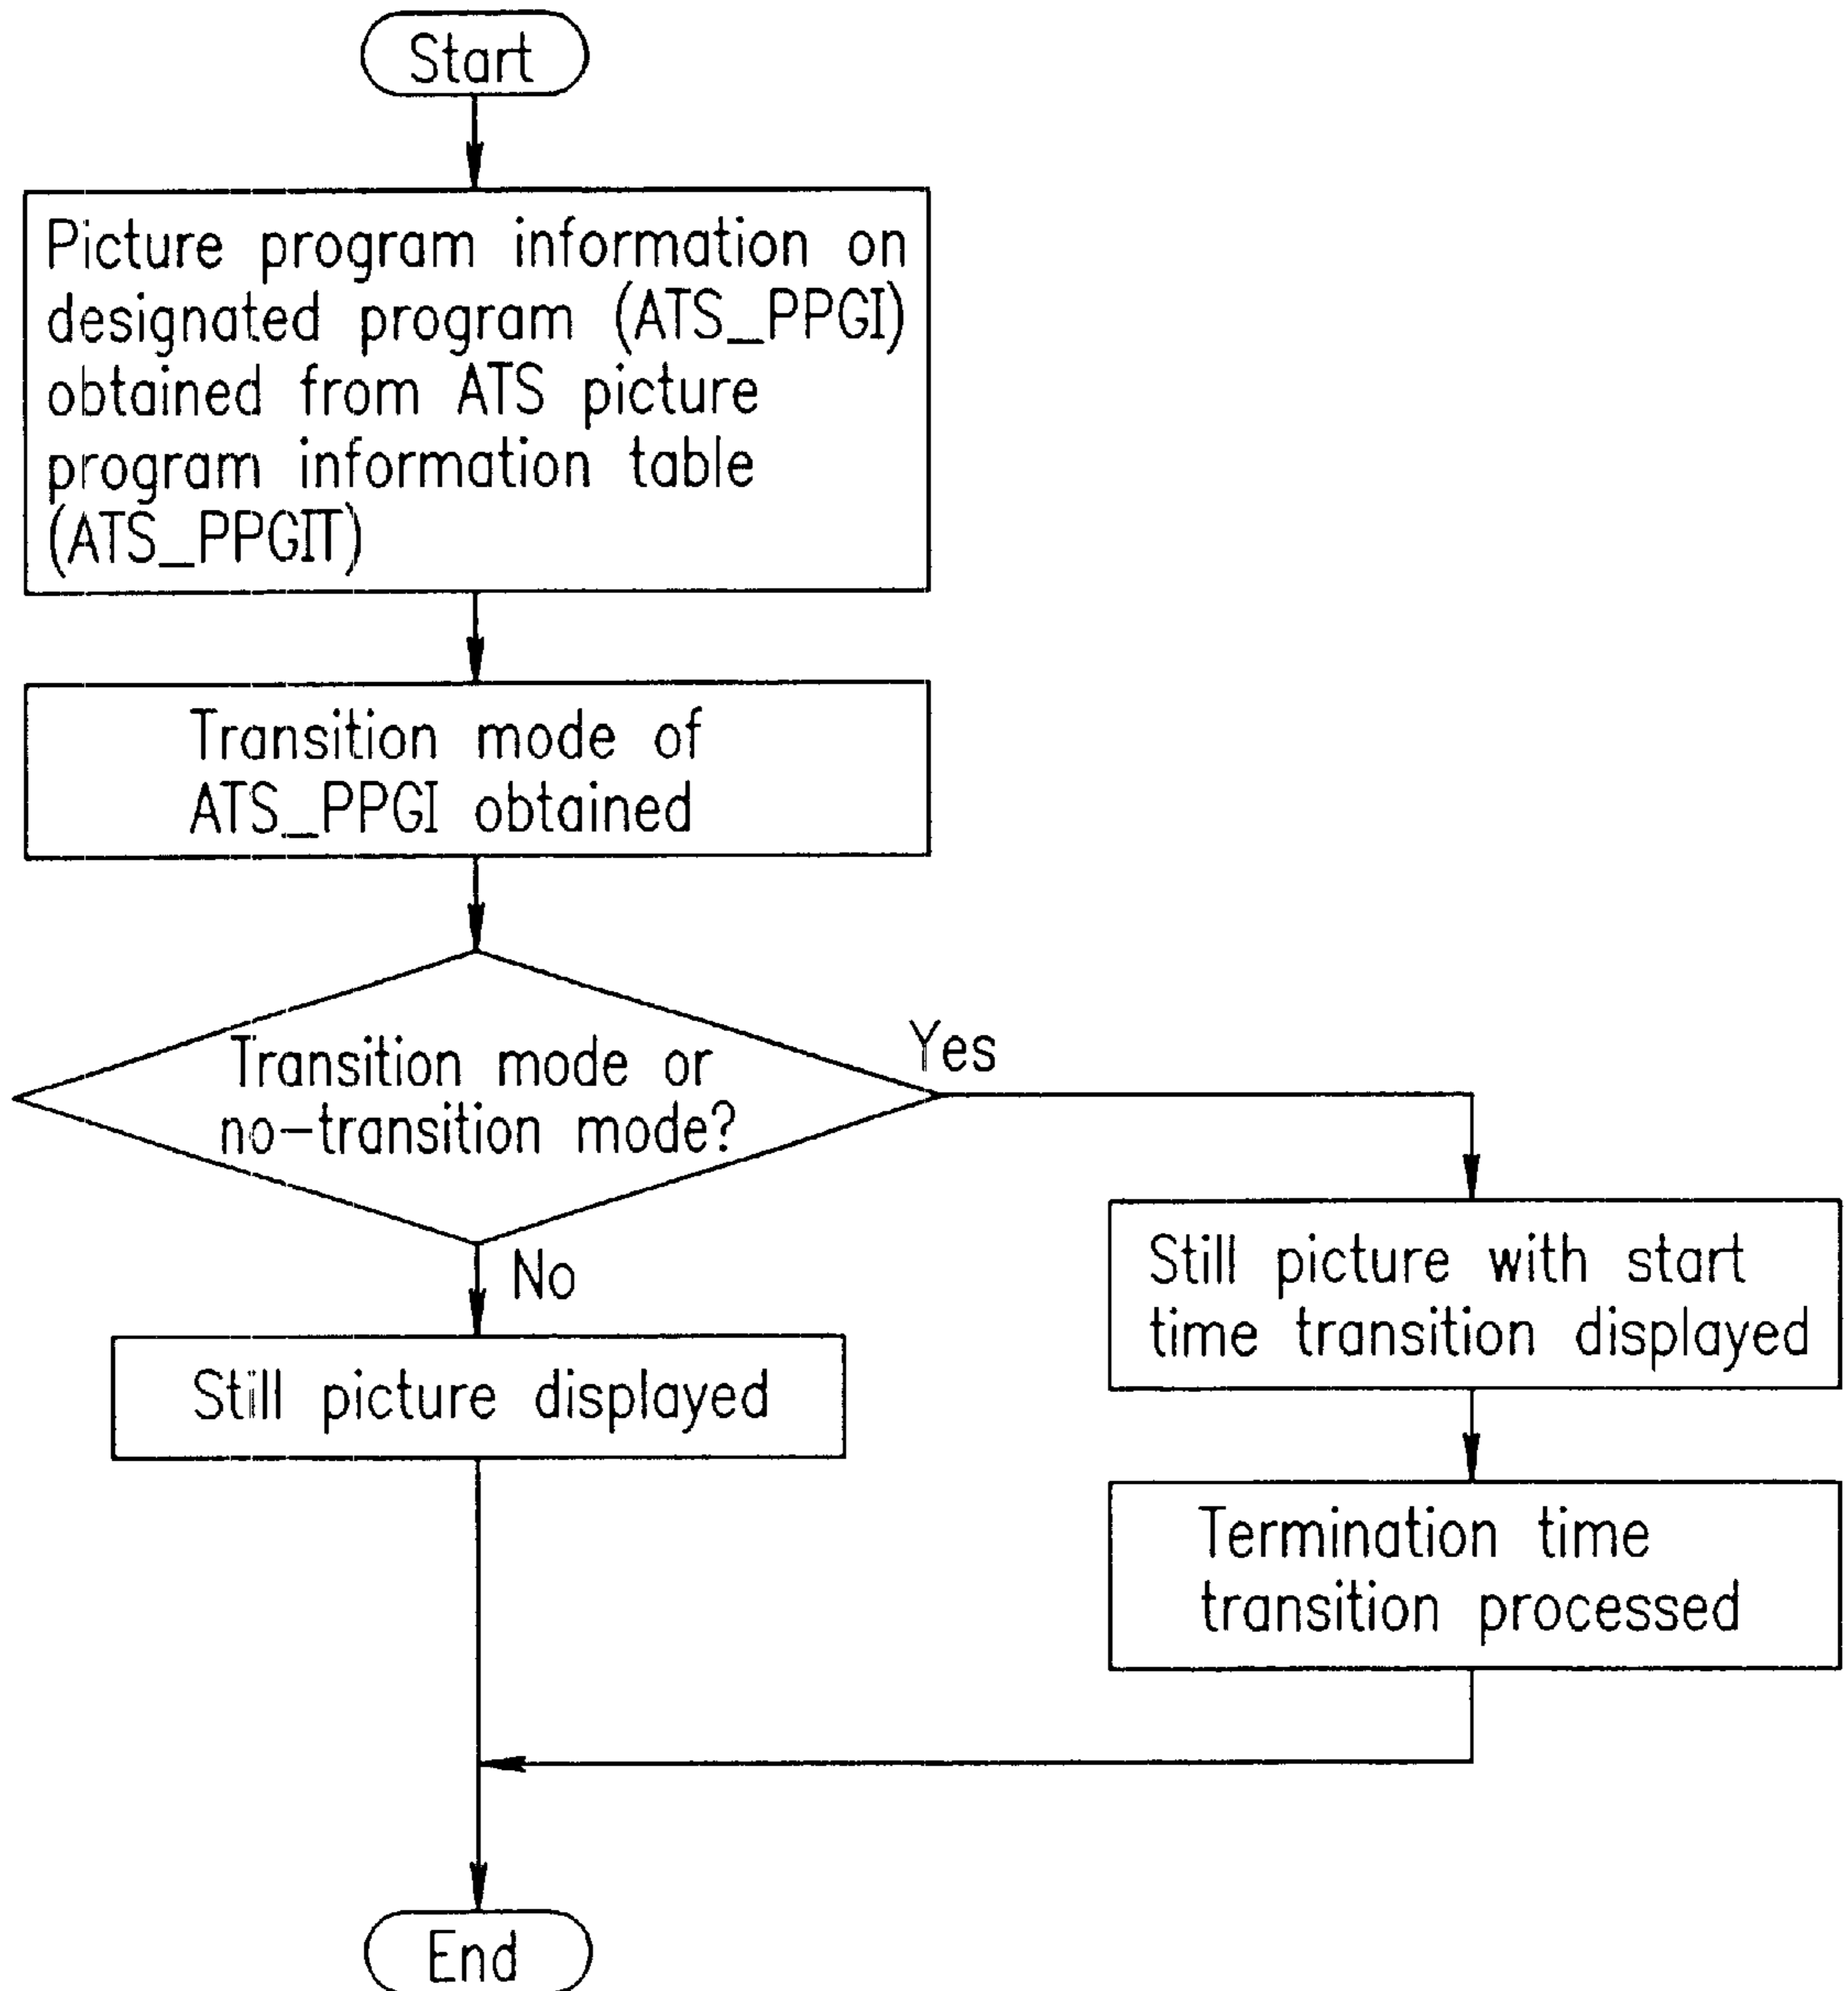 Start
Picture program information on
designated program (ATS_PPGI)
obtained from ATS picture
program information table
(ATS_PPGIT)
Transition mode of
ATS_PPGI obtained
Transition mode or
no-transition mode?
Yes
No
Still picture with start
time transition displayed
Still picture displayed
Termination time
transition processed
End